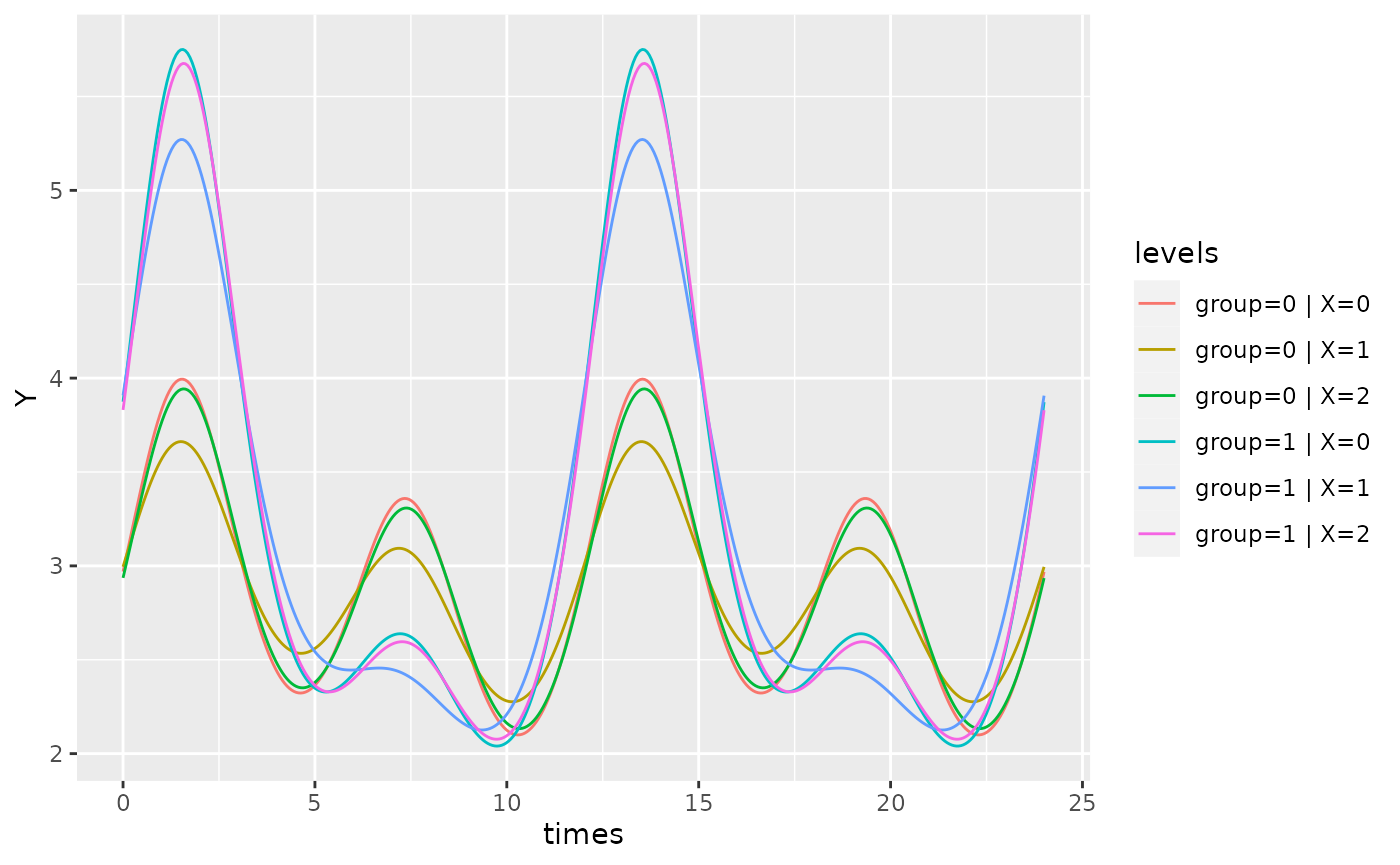 5
4
3
2
Y
0
5
10
15
20
25
times
levels
group=0 | X=0
group=0 | X=1
group=0 | X=2
group=1 | X=0
group=1 | X=1
group=1 | X=2